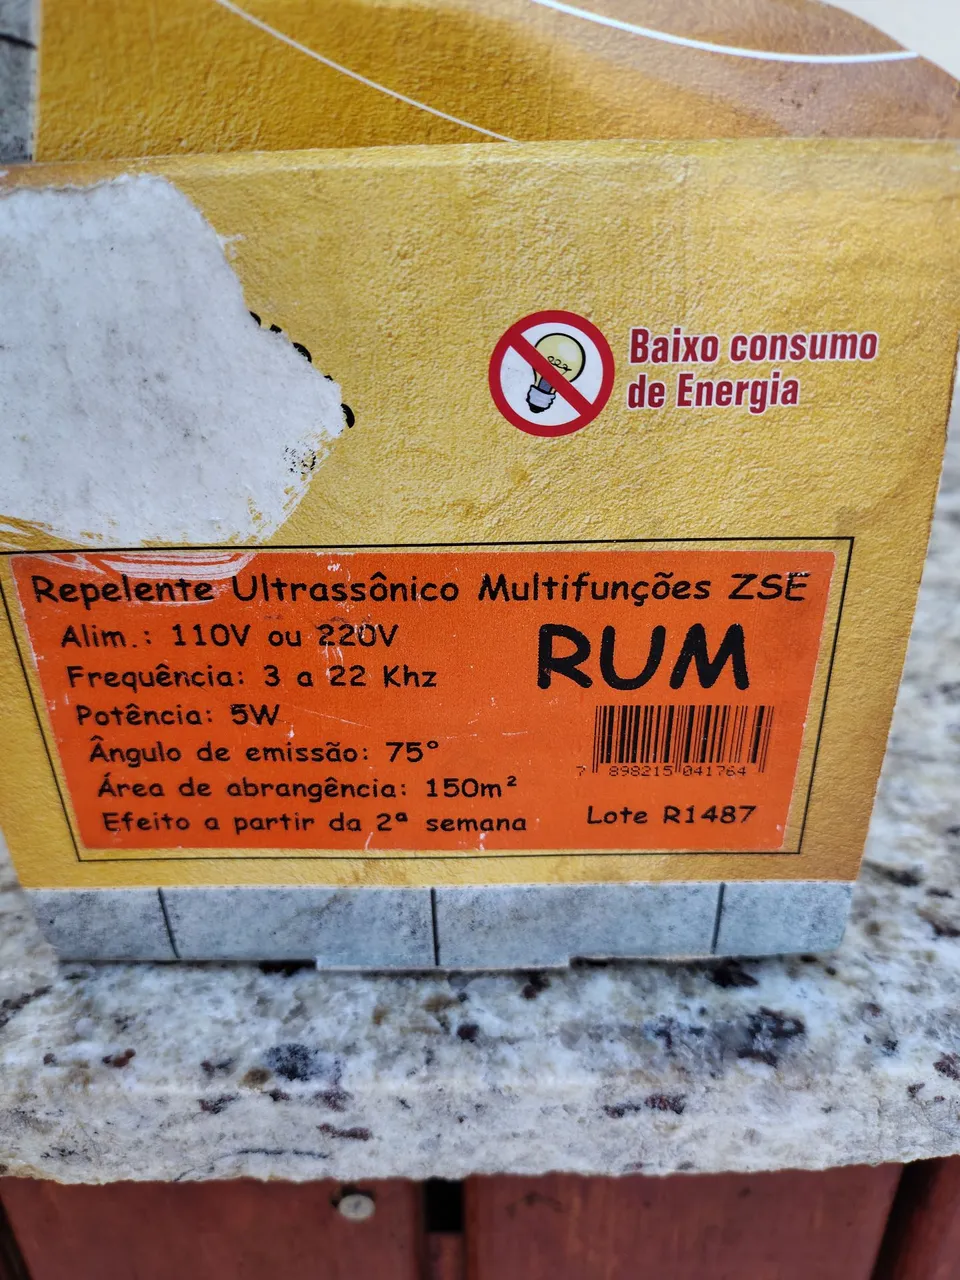 Baixo consumo
de Energia
Repelente Ultrassônico Multifunções ZSE
Alim.: 110V ou 220V
RUM
Frequência: 3 a 22 Khz
Potência: 5W
Ângulo de emissão: 75°
7 898215 041764
Área de abrangência: 150m²
Efeito a partir da 2ª semana
Lote R1487